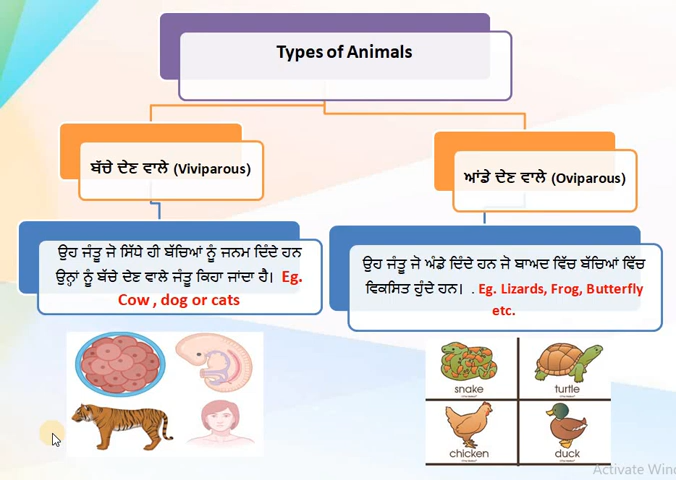 Types of Animals
ਬੱਚੇ ਦੇਣ ਵਾਲੇ (Viviparous)
ਆਂਡੇ ਦੇਣ ਵਾਲੇ (Oviparous)
ਉਹ ਜਂਤੂ ਜੋ ਸਿੱਧੇ ਹੀ ਬੱਚਿਆਂ ਨੂੰ ਜਨਮ ਦਿੰਦੇ ਹਨ
ਉਨ੍ਹਾਂ ਨੂੰ ਬੱਚੇ ਦੇਣ ਵਾਲੇ ਜੰਤੂ ਕਿਹਾ ਜਾਂਦਾ ਹੈ। Eg.
Cow , dog or cats
ਉਹ ਜਂਤੂ ਜੋ ਅੰਡੇ ਦਿੰਦੇ ਹਨ ਜੋ ਬਾਅਦ ਵਿੱਚ ਬੱਚਿਆਂ ਵਿੱਚ
ਵਿਕਸਿਤ ਹੁੰਦੇ ਹਨ। . Eg. Lizards, Frog, Butterfly
etc.
snake
turtle
chicken
duck
Activate Wind